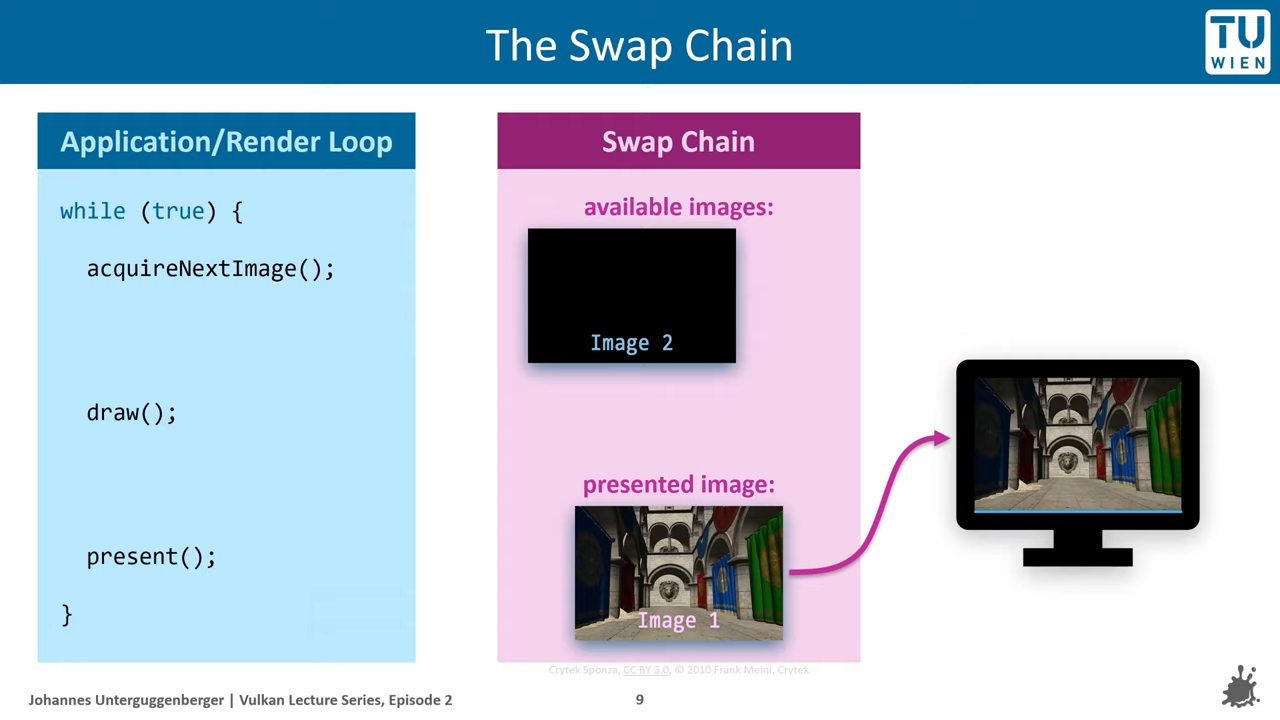 The Swap Chain
TU
WIEN
Application/Render Loop
while (true) {
acquireNextImage();
draw();
present();
}
Swap Chain
available images:
Image 2
presented image:
Image 1
Crytek Sponza, CC BY 3.0, © 2010 Frank Meinl, Crytek
Johannes Unterguggenberger | Vulkan Lecture Series, Episode 2
9